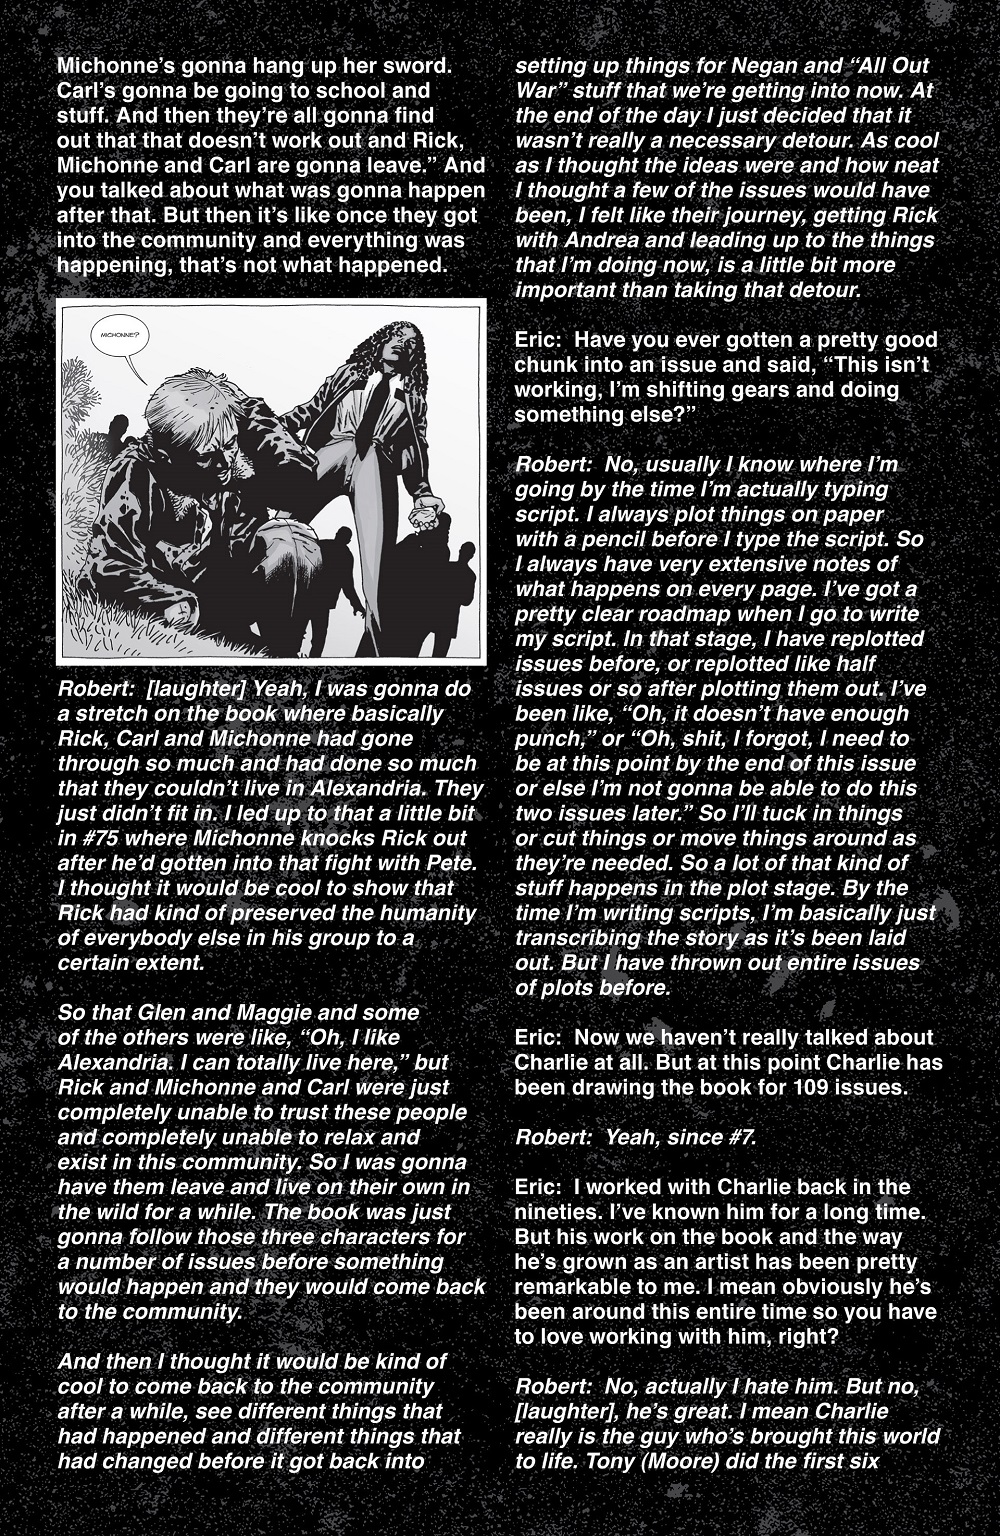 Michonne’s gonna hang up her sword.
Carl’s gonna be going to school and
stuff. And then they’re all gonna find
out that that doesn’t work out and Rick,
Michonne and Carl are gonna leave.” And
you talked about what was gonna happen
after that. But then it’s like once they got
into the community and everything was
happening, that’s not what happened.
MICHONNE?
Robert:  [laughter] Yeah, I was gonna do
a stretch on the book where basically
Rick, Carl and Michonne had gone
through so much and had done so much
that they couldn’t live in Alexandria. They
just didn’t fit in. I led up to that a little bit
in #75 where Michonne knocks Rick out
after he’d gotten into that fight with Pete.
I thought it would be cool to show that
Rick had kind of preserved the humanity
of everybody else in his group to a
certain extent.
So that Glen and Maggie and some
of the others were like, “Oh, I like
Alexandria. I can totally live here,” but
Rick and Michonne and Carl were just
completely unable to trust these people
and completely unable to relax and
exist in this community. So I was gonna
have them leave and live on their own in
the wild for a while. The book was just
gonna follow those three characters for
a number of issues before something
would happen and they would come back
to the community.
And then I thought it would be kind of
cool to come back to the community
after a while, see different things that
had happened and different things that
had changed before it got back into
setting up things for Negan and “All Out
War” stuff that we’re getting into now. At
the end of the day I just decided that it
wasn’t really a necessary detour. As cool
as I thought the ideas were and how neat
I thought a few of the issues would have
been, I felt like their journey, getting Rick
with Andrea and leading up to the things
that I’m doing now, is a little bit more
important than taking that detour.
Eric:  Have you ever gotten a pretty good
chunk into an issue and said, “This isn’t
working, I’m shifting gears and doing
something else?”
Robert:  No, usually I know where I’m
going by the time I’m actually typing
script. I always plot things on paper
with a pencil before I type the script. So
I always have very extensive notes of
what happens on every page. I’ve got a
pretty clear roadmap when I go to write
my script. In that stage, I have replotted
issues before, or replotted like half
issues or so after plotting them out. I’ve
been like, “Oh, it doesn’t have enough
punch,” or “Oh, shit, I forgot, I need to
be at this point by the end of this issue
or else I’m not gonna be able to do this
two issues later.” So I’ll tuck in things
or cut things or move things around as
they’re needed. So a lot of that kind of
stuff happens in the plot stage. By the
time I’m writing scripts, I’m basically just
transcribing the story as it’s been laid
out. But I have thrown out entire issues
of plots before.
Eric:  Now we haven’t really talked about
Charlie at all. But at this point Charlie has
been drawing the book for 109 issues.
Robert:  Yeah, since #7.
Eric:  I worked with Charlie back in the
nineties. I’ve known him for a long time.
But his work on the book and the way
he’s grown as an artist has been pretty
remarkable to me. I mean obviously he’s
been around this entire time so you have
to love working with him, right?
Robert:  No, actually I hate him. But no,
[laughter], he’s great. I mean Charlie
really is the guy who’s brought this world
to life. Tony (Moore) did the first six